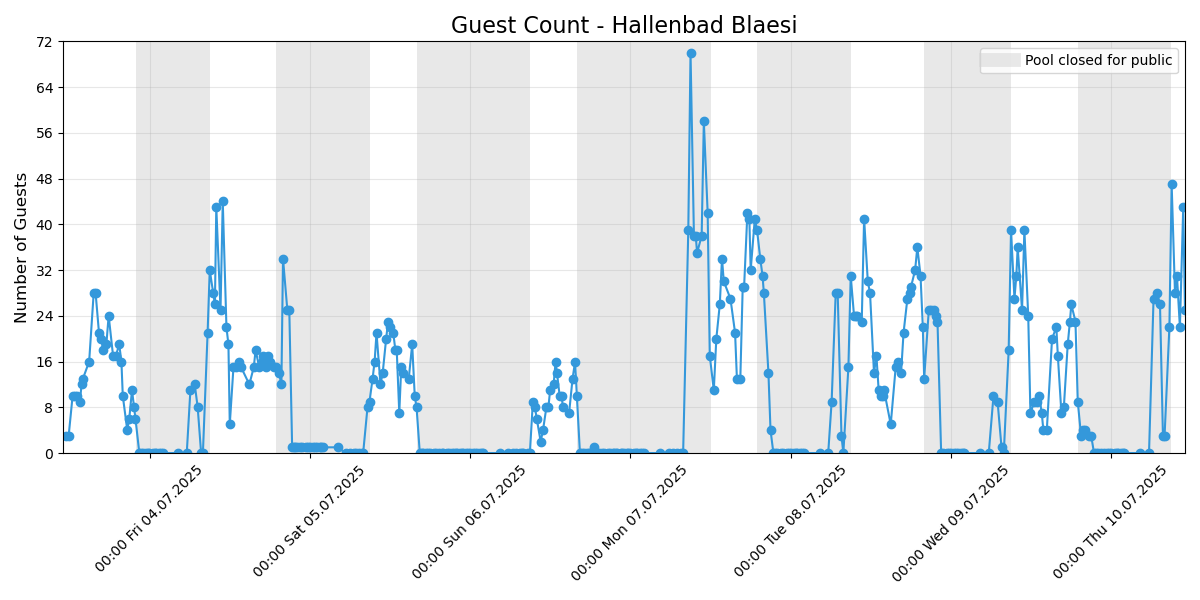 Guest Count - Hallenbad Blaesi
Pool closed for public
Number of Guests
72
64
56
48
40
32
24
16
8
0
00:00 Fri 04.07.2025
00:00 Sat 05.07.2025
00:00 Sun 06.07.2025
00:00 Mon 07.07.2025
00:00 Tue 08.07.2025
00:00 Wed 09.07.2025
00:00 Thu 10.07.2025